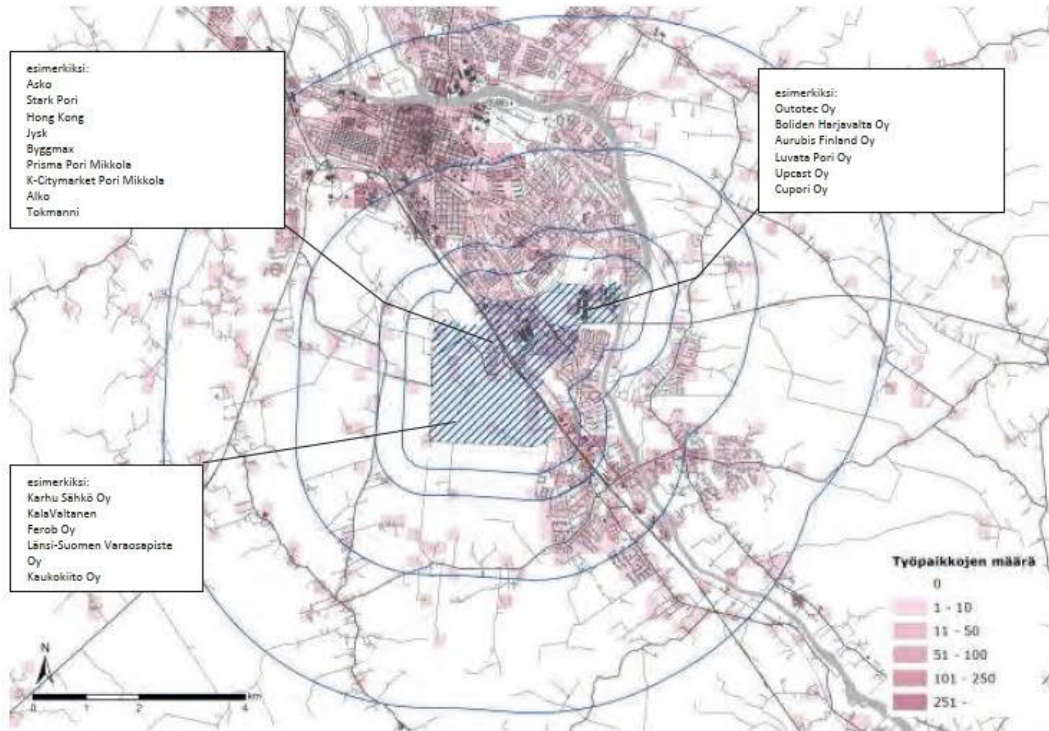 esimerkiksi:
Asko
Stark Pori
Hong Kong
Jysk
Byggmax
Prisma Pori Mikkola
K-Citymarket Pori Mikkola
Alko
Tokmanni
esimerkiksi:
Outotec Oy
Boliden Harjavalta Oy
Aurubis Finland Oy
Luvata Pori Oy
Upcast Oy
Cupori Oy
esimerkiksi:
Karhu Sähkö Oy
KalaValtanen
Ferob Oy
Länsi-Suomen Varaosapiste
Oy
Kaukokiito Oy
Työpaikkojen määrä
0
1 - 10
11 - 50
51 - 100
101 - 250
251 -
N
km
0 1 2 4